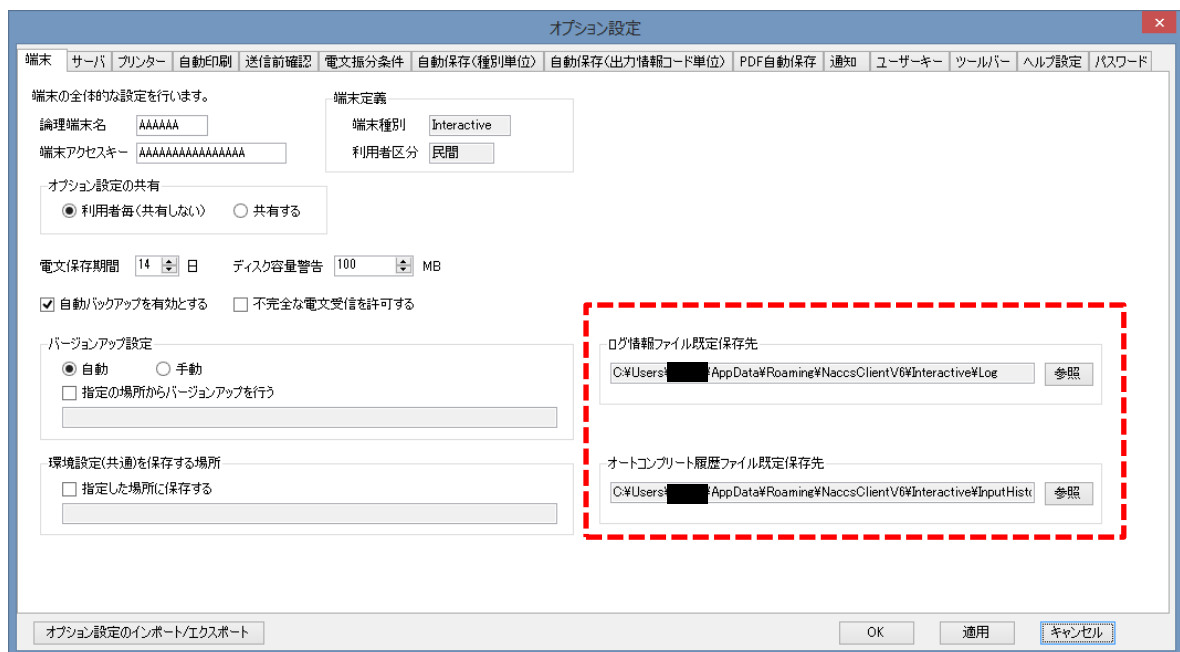 オプション設定
端末 サーバ プリンター 自動印刷 送信前確認 電文振分条件 自動保存(種別単位) 自動保存(出力情報コード単位) PDF自動保存 通知 ユーザーキー ツールバー ヘルプ設定 パスワード
端末の全体的な設定を行います。
論理端末名 AAAAAA
端末アクセスキー AAAAAAAAAAAAAAAA
端末定義
端末種別 Interactive
利用者区分 民間
オプション設定の共有
利用者毎(共有しない) 共有する
電文保存期間 14 日 ディスク容量警告 100 MB
自動バックアップを有効とする 不完全な電文受信を許可する
バージョンアップ設定
自動 手動
指定の場所からバージョンアップを行う
環境設定(共通)を保存する場所
指定した場所に保存する
ログ情報ファイル既定保存先
C:¥Users¥ ¥AppData¥Roaming¥NaccsClientV6¥Interactive¥Log 参照
オートコンプリート履歴ファイル既定保存先
C:¥Users¥ ¥AppData¥Roaming¥NaccsClientV6¥Interactive¥InputHist 参照
オプション設定のインポート/エクスポート OK 適用 キャンセル